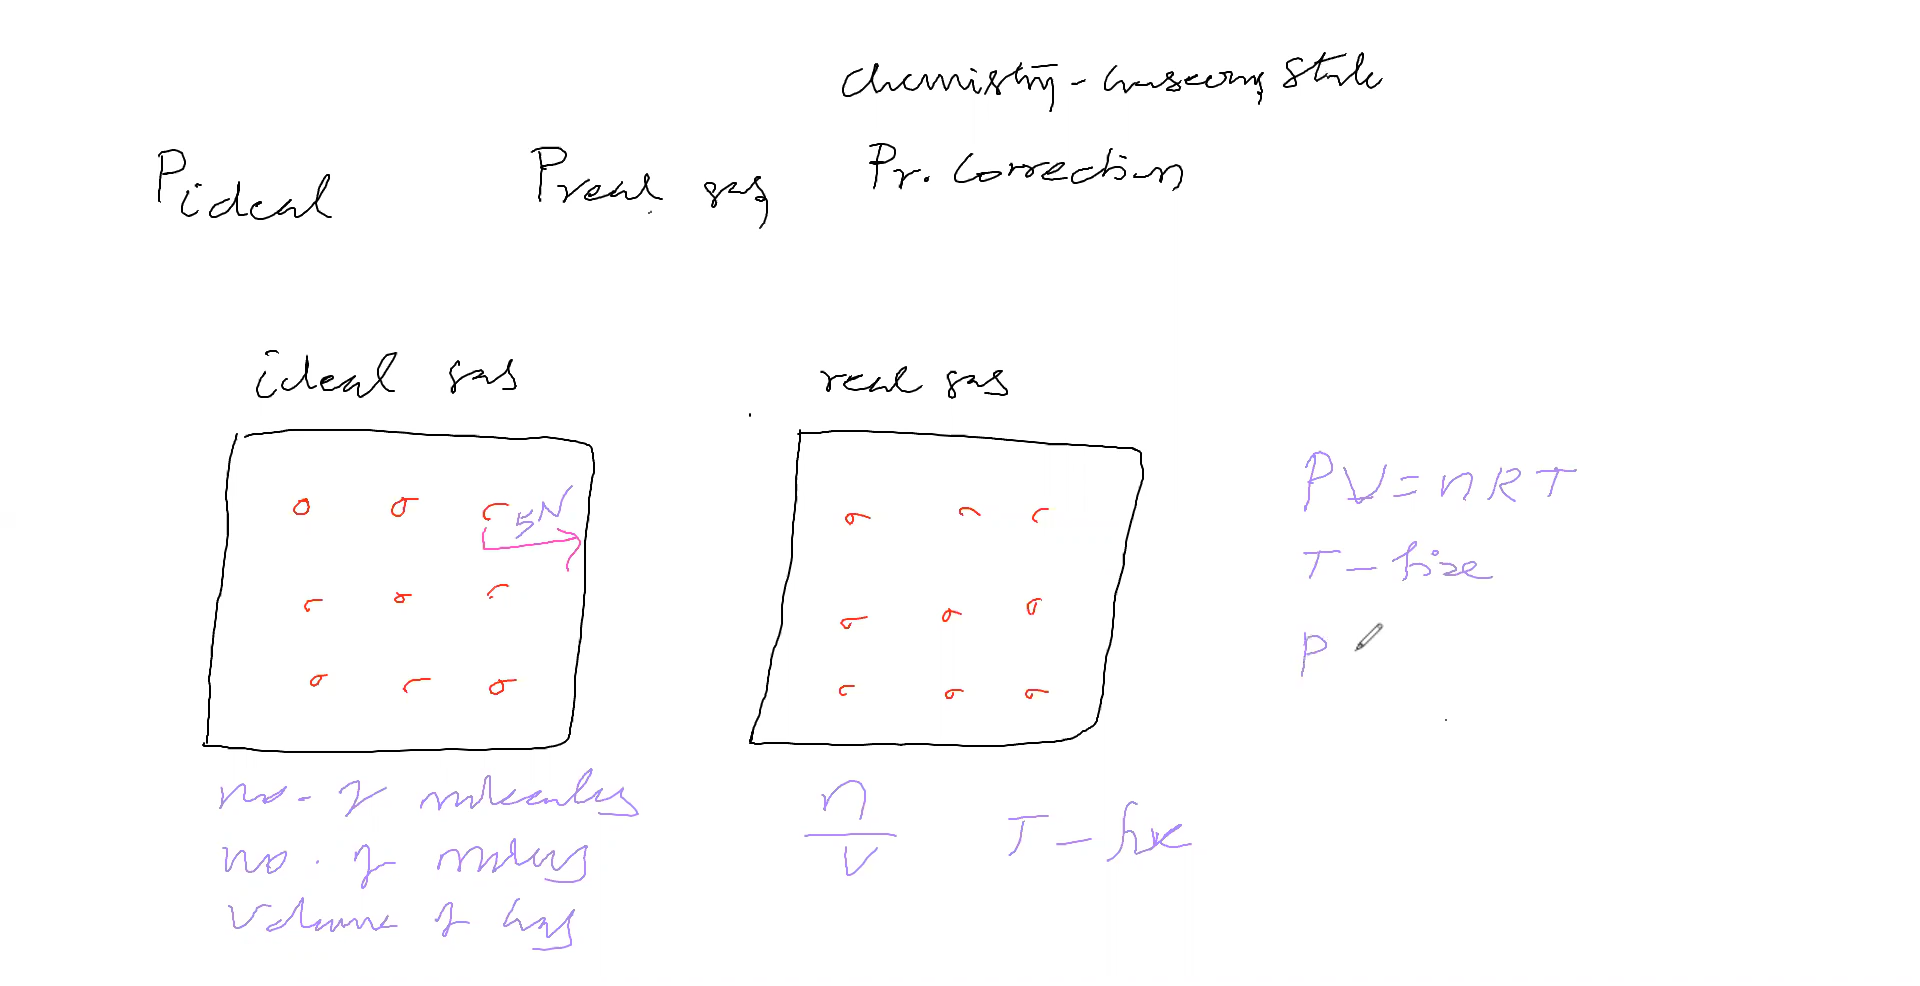 chemistry - Gaseous State
Pideal Preal gas Pr. Correction
ideal gas real gas
5N
PV = nRT
T - fixe
P
no. of molecules
no. of moles
Volume of gas
n
V
T - fix